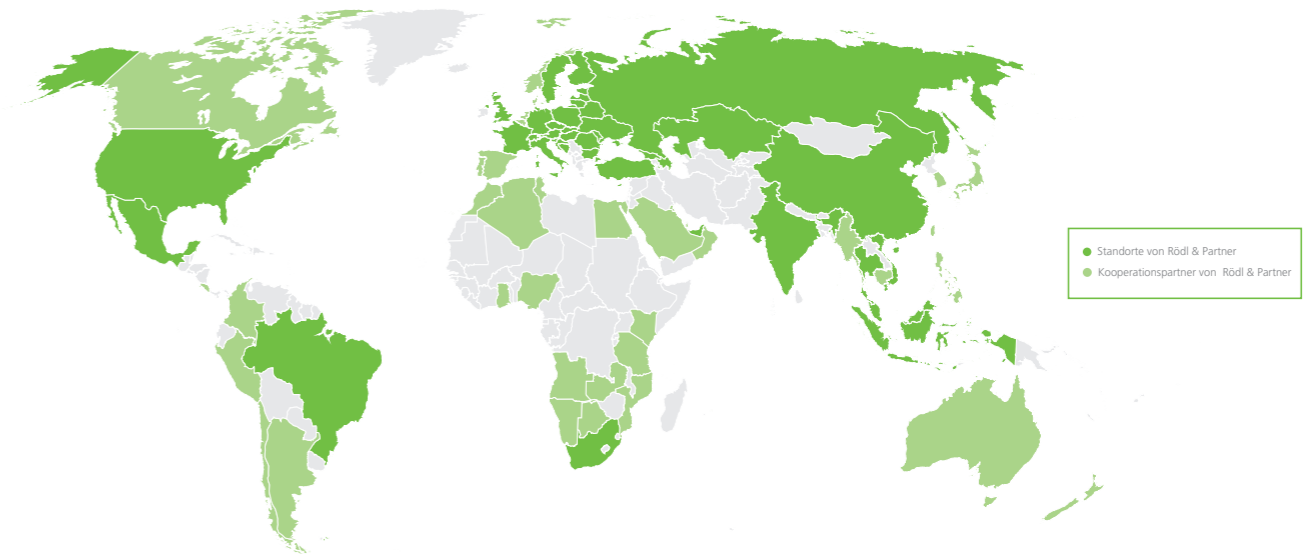 Standorte von Rödl & Partner
Kooperationspartner von Rödl & Partner